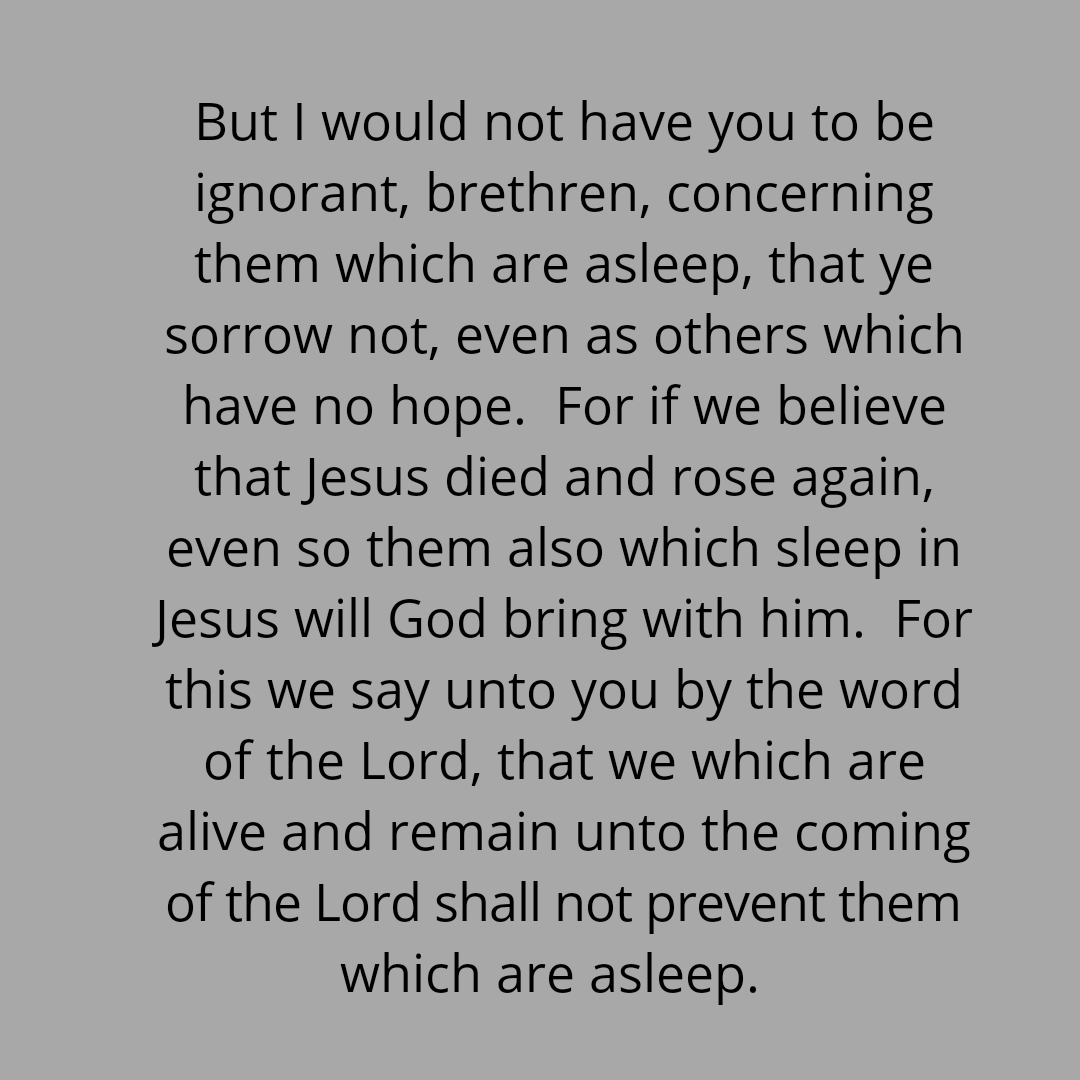 But I would not have you to be
ignorant, brethren, concerning
them which are asleep, that ye
sorrow not, even as others which
have no hope.  For if we believe
that Jesus died and rose again,
even so them also which sleep in
Jesus will God bring with him.  For
this we say unto you by the word
of the Lord, that we which are
alive and remain unto the coming
of the Lord shall not prevent them
which are asleep.